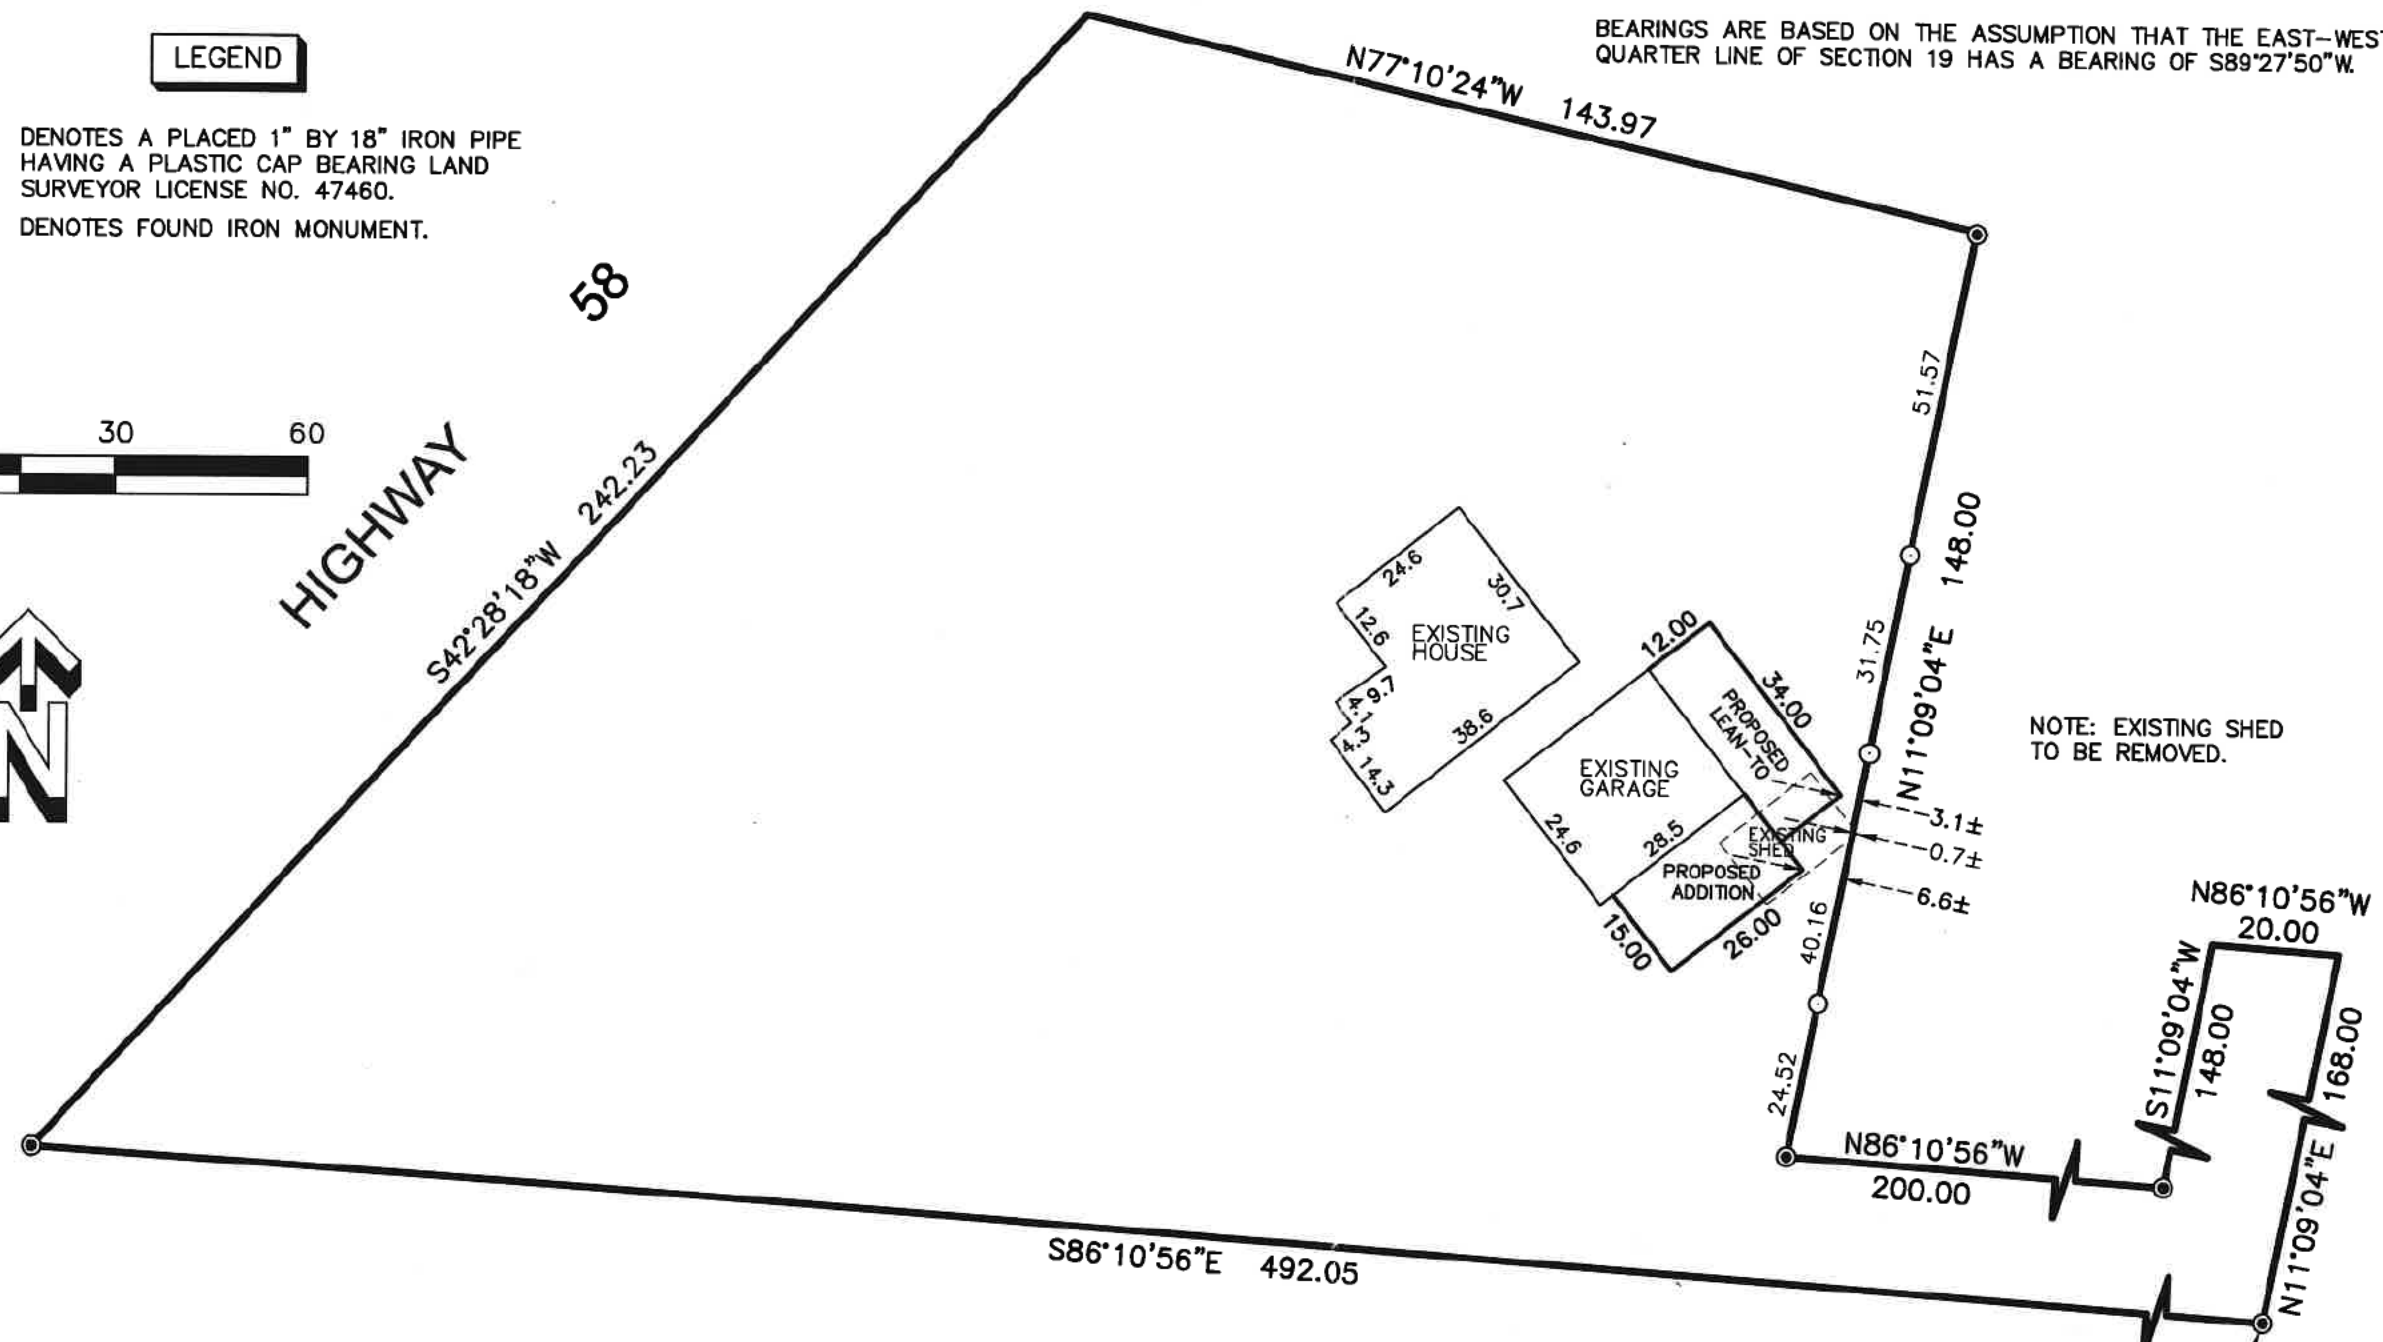 LEGEND
DENOTES A PLACED 1" BY 18" IRON PIPE
HAVING A PLASTIC CAP BEARING LAND
SURVEYOR LICENSE NO. 47460.
DENOTES FOUND IRON MONUMENT.
BEARINGS ARE BASED ON THE ASSUMPTION THAT THE EAST-WEST
QUARTER LINE OF SECTION 19 HAS A BEARING OF S89°27'50"W.
N77°10'24"W 143.97
58
HIGHWAY
30 60
N
S42°28'18"W 242.23
51.57
N11°09'04"E 148.00
31.75
40.16
24.52
24.6
30.7
12.6
EXISTING
HOUSE
9.7
4.1
4.3
14.3
38.6
12.00
34.00
PROPOSED
LEAN-TO
EXISTING
GARAGE
24.6
28.5
EXISTING
SHED
PROPOSED
ADDITION
15.00
26.00
3.1±
0.7±
6.6±
NOTE: EXISTING SHED
TO BE REMOVED.
N86°10'56"W
20.00
S11°09'04"W
148.00
168.00
N11°09'04"E
N86°10'56"W
200.00
S86°10'56"E 492.05